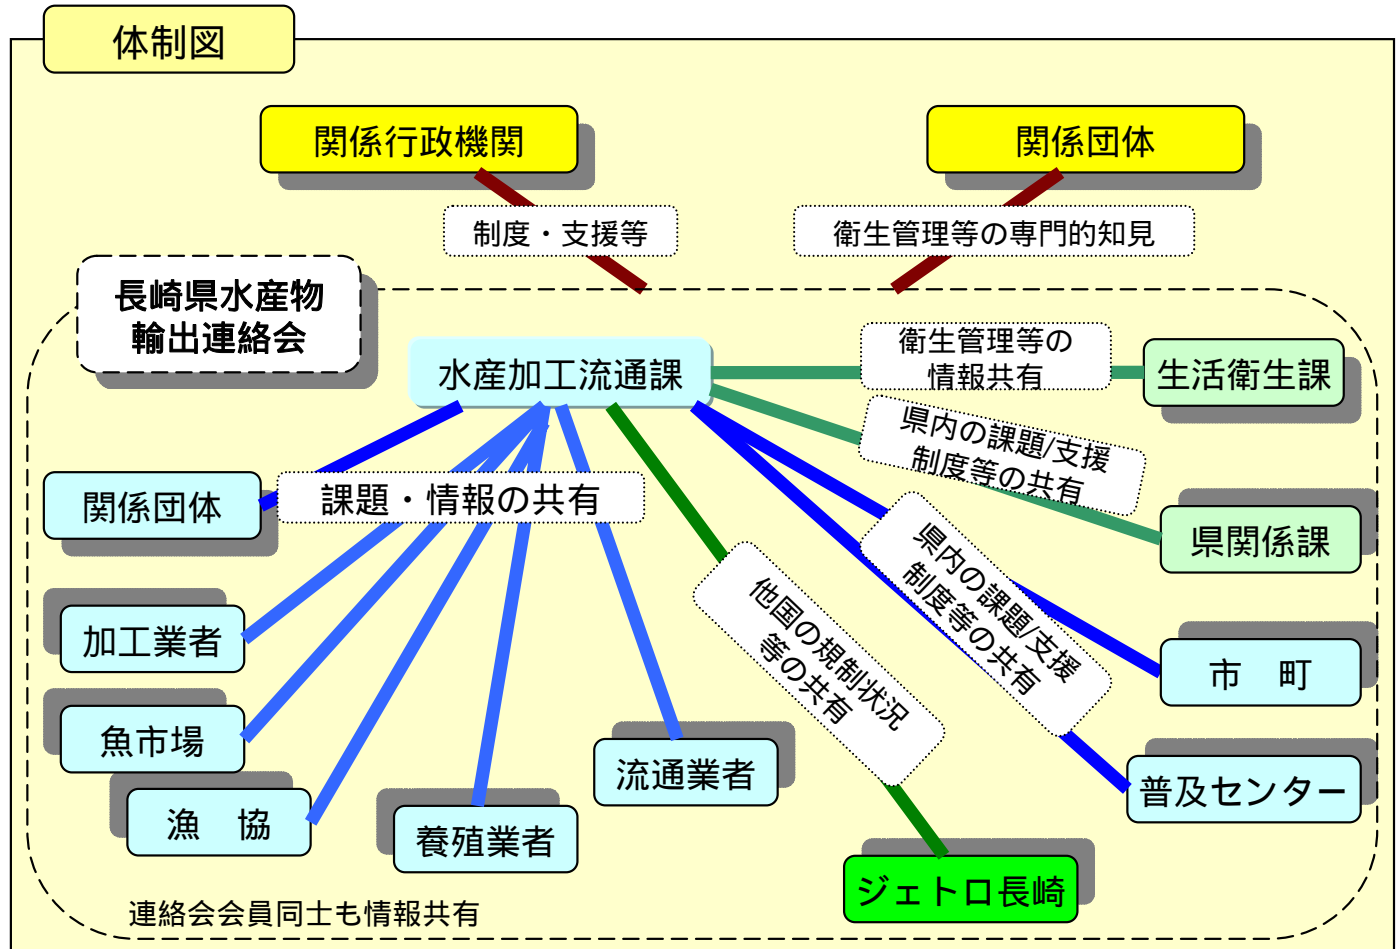 体制図
関係行政機関
関係団体
制度・支援等
衛生管理等の専門的知見
長崎県水産物
輸出連絡会
水産加工流通課
衛生管理等の
情報共有
生活衛生課
県内の課題/支援
制度等の共有
関係団体
課題・情報の共有
県関係課
県内の課題/支援
制度等の共有
他国の規制状況
等の共有
加工業者
市　町
魚市場
流通業者
普及センター
漁　協
養殖業者
ジェトロ長崎
連絡会会員同士も情報共有